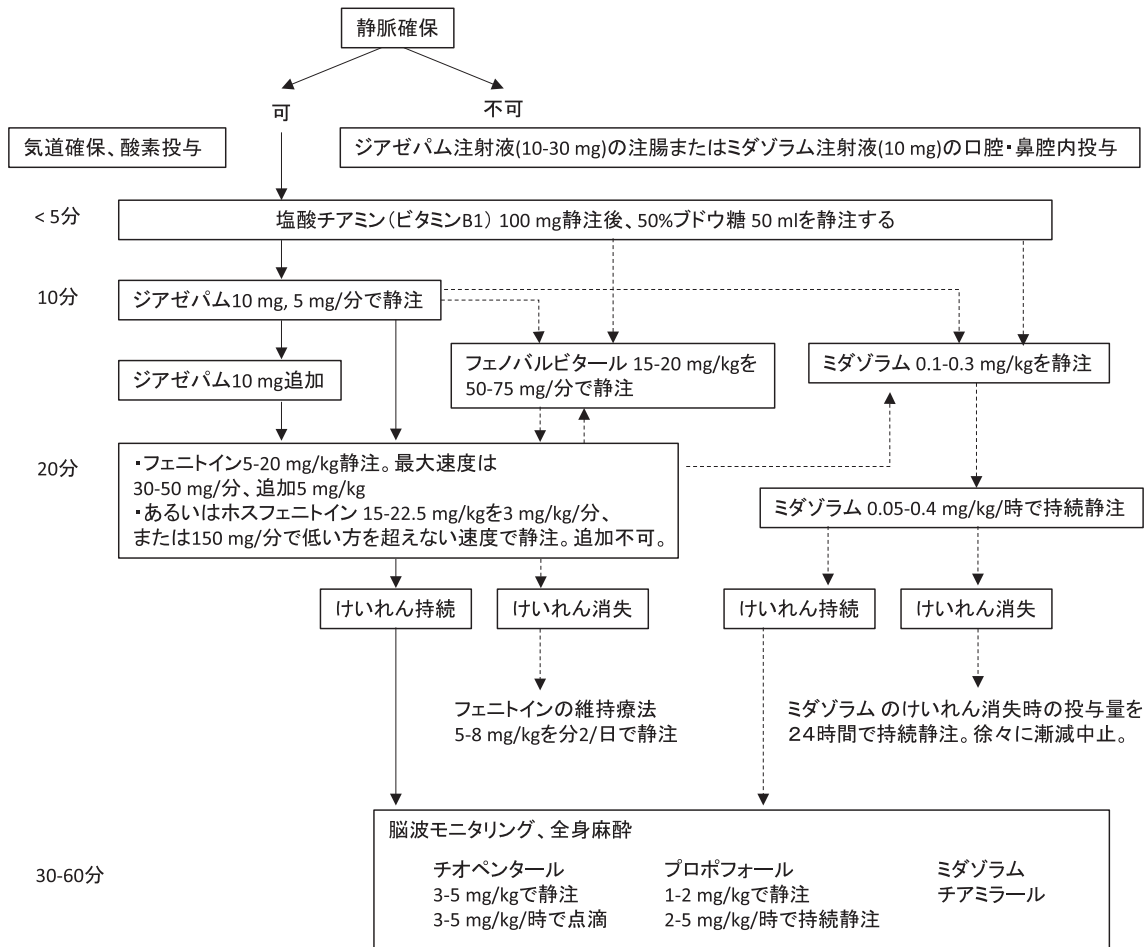 静脈確保
可
不可
気道確保、酸素投与
ジアゼパム注射液(10-30 mg)の注腸またはミダゾラム注射液(10 mg)の口腔・鼻腔内投与
< 5分
塩酸チアミン(ビタミンB1) 100 mg静注後、50%ブドウ糖 50 mlを静注する
10分
ジアゼパム10 mg, 5 mg/分で静注
ジアゼパム10 mg追加
フェノバルビタール 15-20 mg/kgを
50-75 mg/分で静注
ミダゾラム 0.1-0.3 mg/kgを静注
20分
・フェニトイン5-20 mg/kg静注。最大速度は
30-50 mg/分、追加5 mg/kg
・あるいはホスフェニトイン 15-22.5 mg/kgを3 mg/kg/分、
または150 mg/分で低い方を超えない速度で静注。追加不可。
ミダゾラム 0.05-0.4 mg/kg/時で持続静注
けいれん持続
けいれん消失
けいれん持続
けいれん消失
フェニトインの維持療法
5-8 mg/kgを分2/日で静注
ミダゾラム のけいれん消失時の投与量を
24時間で持続静注。徐々に漸減中止。
30-60分
脳波モニタリング、全身麻酔
チオペンタール
3-5 mg/kgで静注
3-5 mg/kg/時で点滴
プロポフォール
1-2 mg/kgで静注
2-5 mg/kg/時で持続静注
ミダゾラム
チアミラール